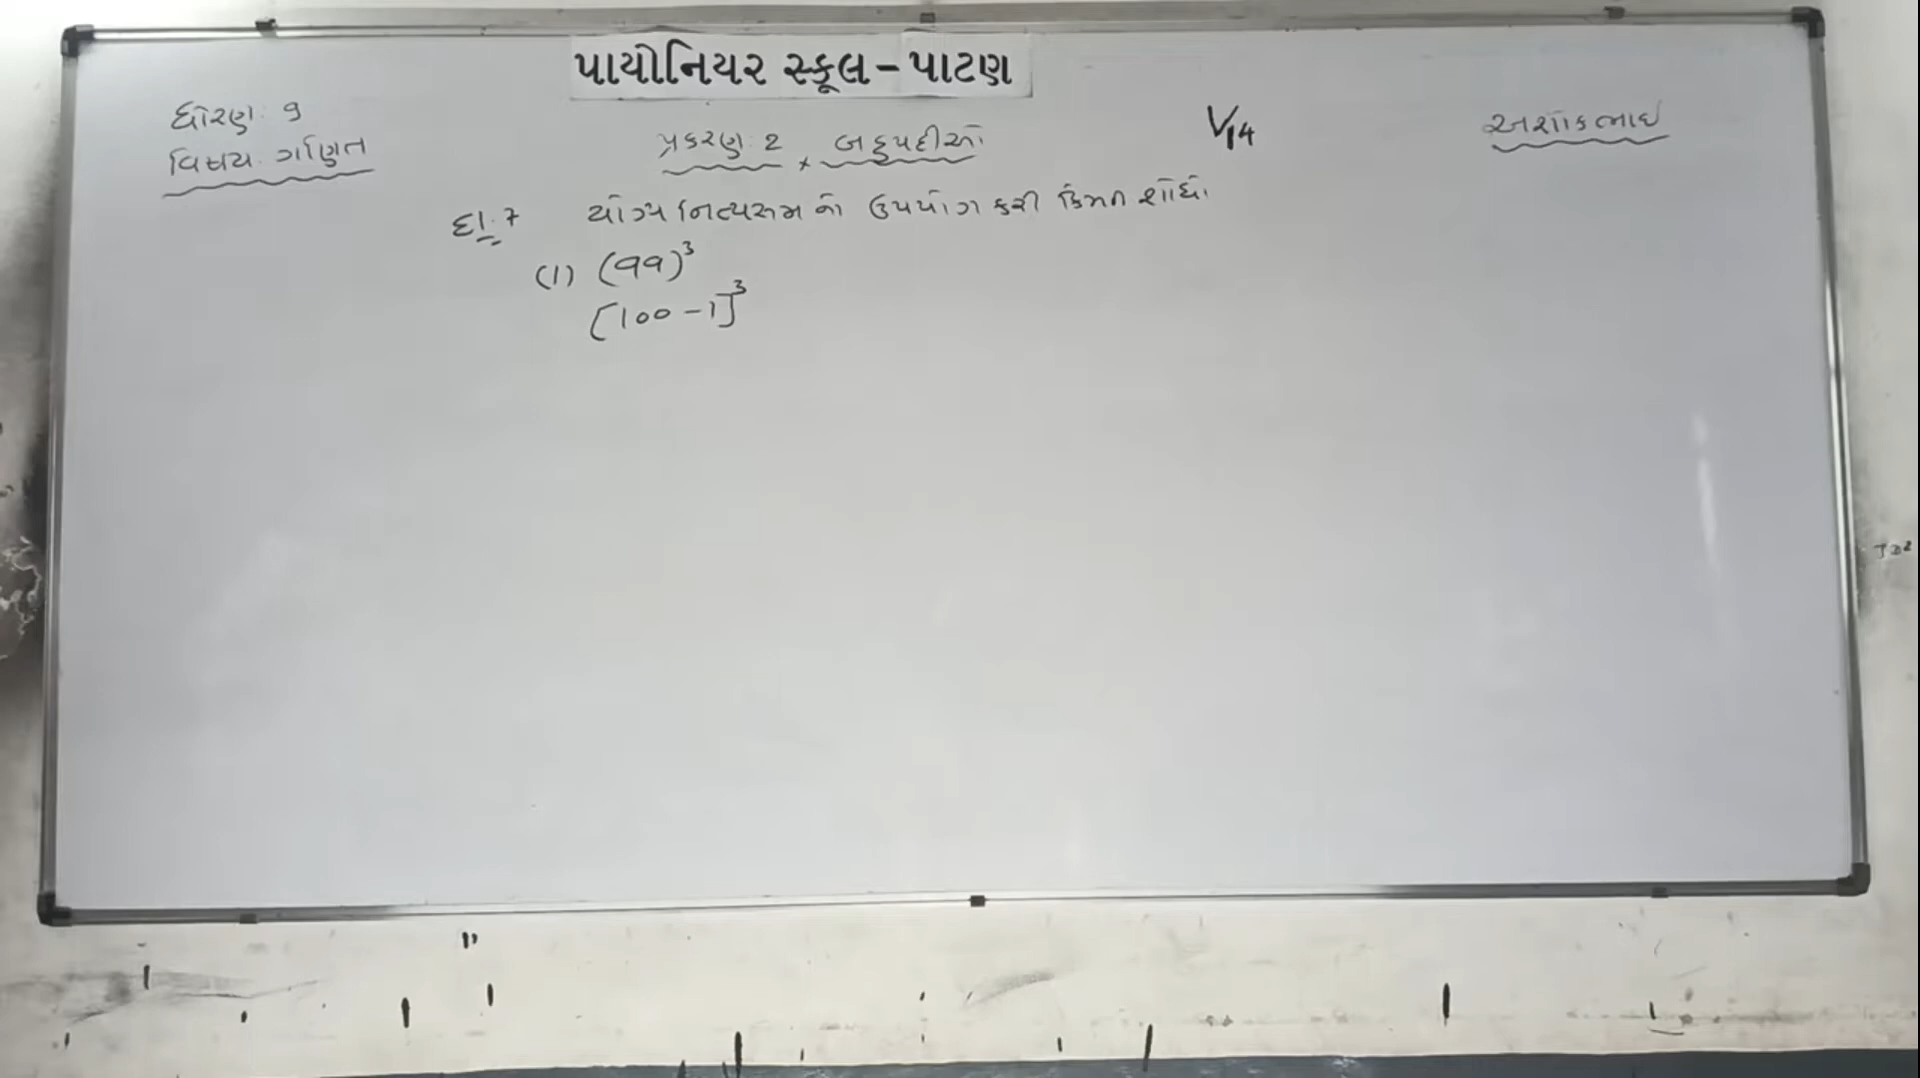 પાયોનિયર સ્કૂલ - પાટણ
ધોરણ : 9
વિષય : ગણિત
પ્રકરણ : 2 × બહુપદીઓ
V/14
અશોકભાઇ
દા. 7 યોગ્ય નિત્યસમ નો ઉપયોગ કરી કિંમત શોધો.
(1) (99)³
[100 - 1]³